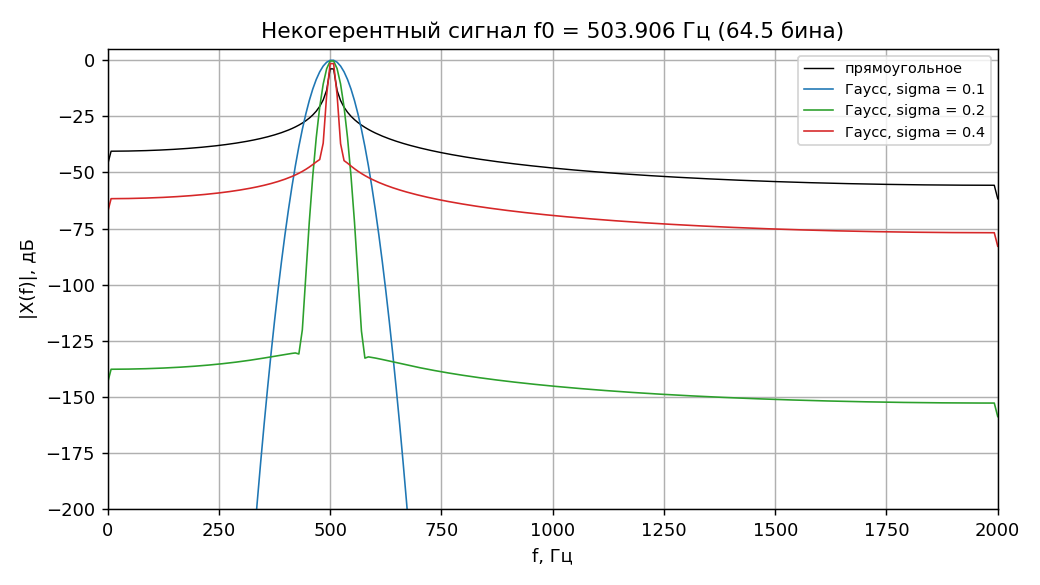 Некогерентный сигнал f0 = 503.906 Гц (64.5 бина)
прямоугольное
Гаусс, sigma = 0.1
Гаусс, sigma = 0.2
Гаусс, sigma = 0.4
|X(f)|, дБ
0
−25
−50
−75
−100
−125
−150
−175
−200
0 250 500 750 1000 1250 1500 1750 2000
f, Гц